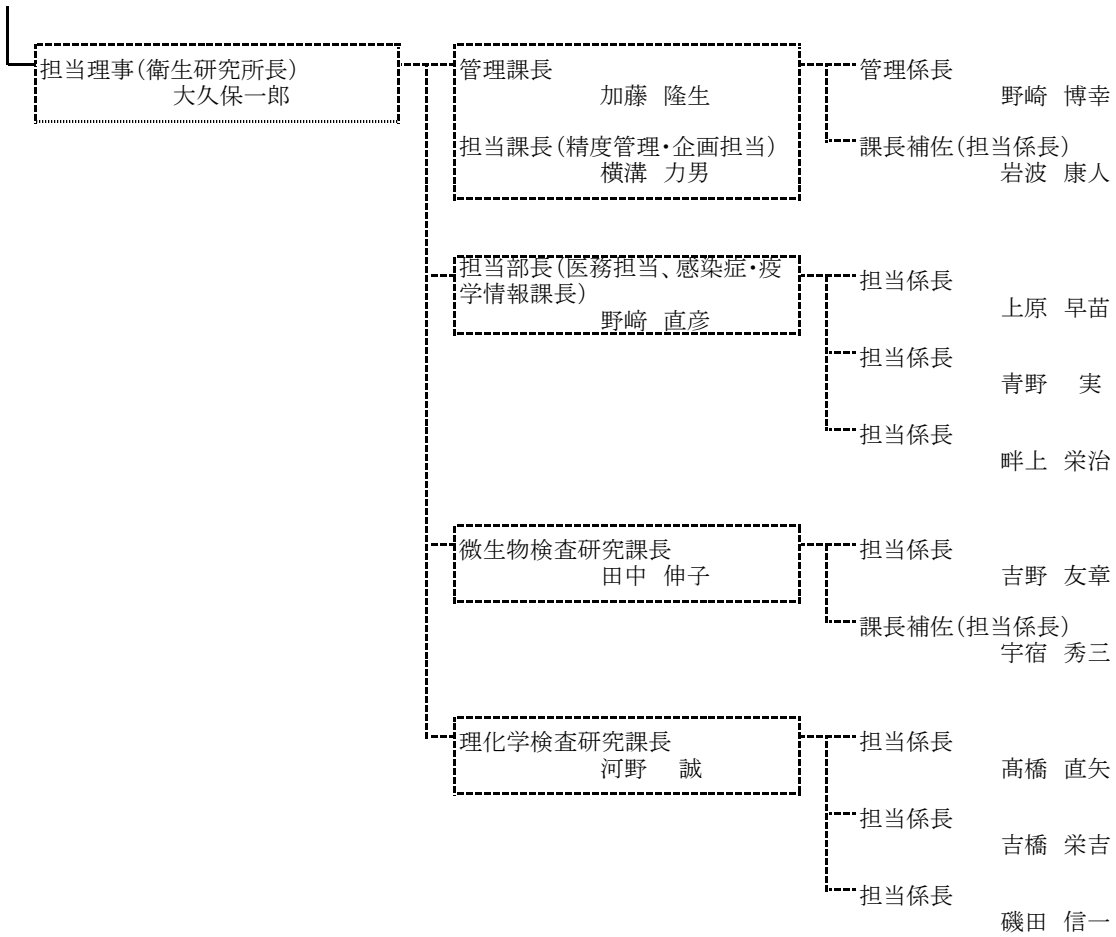 担当理事(衛生研究所長)
大久保一郎
管理課長
加藤 隆生
担当課長(精度管理・企画担当)
横溝 力男
管理係長
野崎 博幸
課長補佐(担当係長)
岩波 康人
担当部長(医務担当、感染症・疫
学情報課長)
野﨑 直彦
担当係長
上原 早苗
担当係長
青野 実
担当係長
畔上 栄治
微生物検査研究課長
田中 伸子
担当係長
吉野 友章
課長補佐(担当係長)
宇宿 秀三
理化学検査研究課長
河野 誠
担当係長
髙橋 直矢
担当係長
吉橋 栄吉
担当係長
磯田 信一